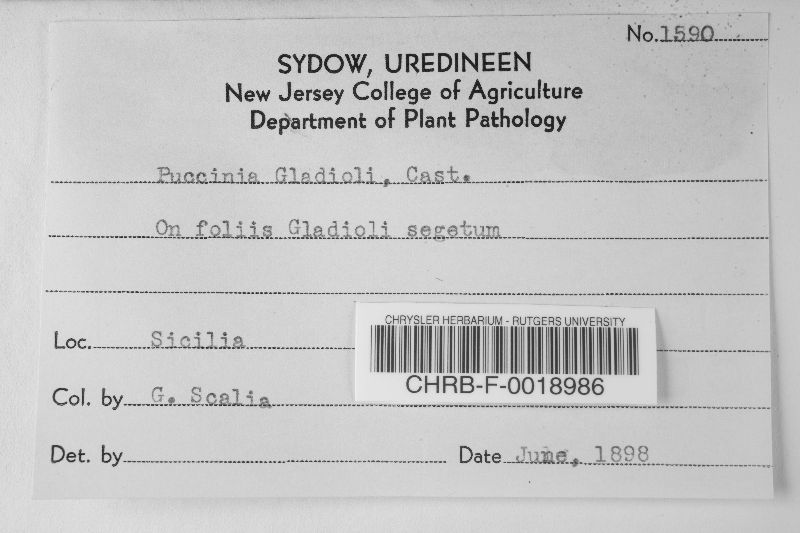 No. 1590
SYDOW, UREDINEEN
New Jersey College of Agriculture
Department of Plant Pathology
Puccinia Gladioli, Cast.
On foliis Gladioli segetum
Loc. Sicilia
CHRYSLER HERBARIUM - RUTGERS UNIVERSITY
CHRB-F-0018986
Col. by G. Scalia
Det. by
Date June, 1898